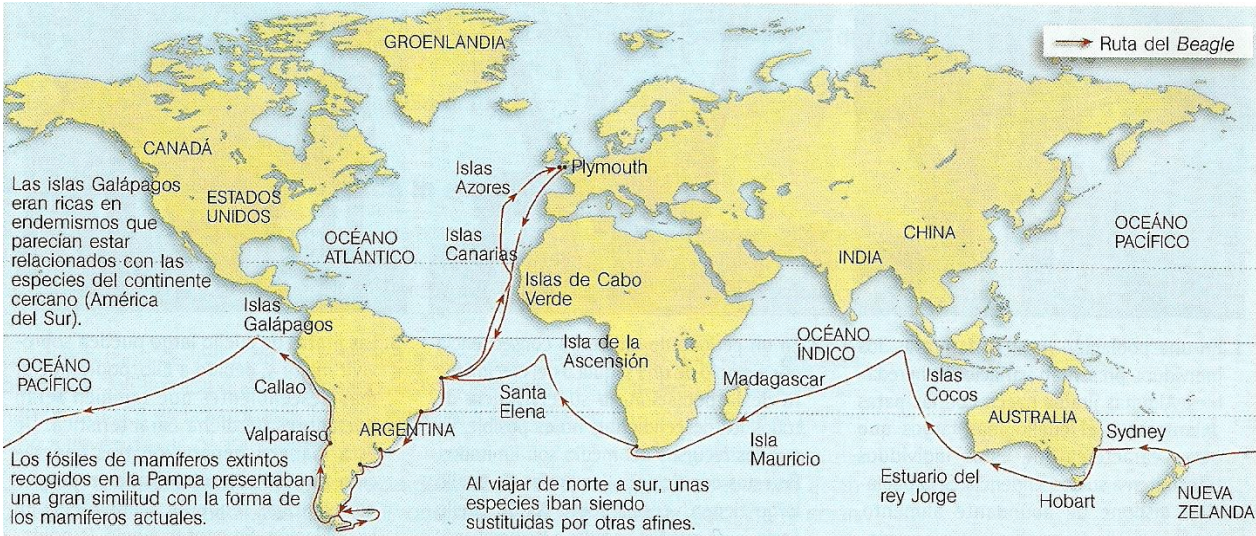 GROENLANDIA
Ruta del Beagle
CANADÁ
ESTADOS
UNIDOS
Las islas Galápagos
eran ricas en
endemismos que
parecían estar
relacionados con las
especies del continente
cercano (América
del Sur).
OCÉANO
ATLÁNTICO
Islas
Azores
Plymouth
Islas
Canarias
Islas de Cabo
Verde
CHINA
INDIA
OCÉANO
PACÍFICO
Islas
Galápagos
OCÉANO
PACÍFICO
Callao
Valparaíso
ARGENTINA
Isla de la
Ascensión
Santa
Elena
OCÉANO
ÍNDICO
Madagascar
Isla
Mauricio
Islas
Cocos
AUSTRALIA
Sydney
Estuario del
rey Jorge
Hobart
NUEVA
ZELANDA
Los fósiles de mamíferos extintos
recogidos en la Pampa presentaban
una gran similitud con la forma de
los mamíferos actuales.
Al viajar de norte a sur, unas
especies iban siendo
sustituidas por otras afines.